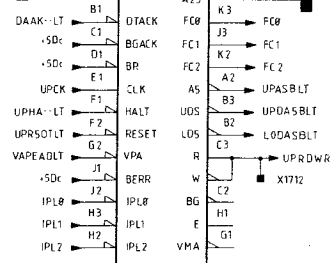 A23
B1 K3
DAAK--LT DTACK FC0 FC0
C1 J3
+5Dc BGACK FC1 FC1
D1 K2
+5Dc BR FC2 FC2
E1 A2
UPCK CLK AS UPASBLT
F1 B3
UPHA--LT HALT UDS UPDASBLT
F2 B2
UPRSOTLT RESET LDS LODASBLT
G2 C3
VAPEADLT VPA R UPRDWR
J1
+5Dc BERR W X1712
J2 C2
IPL0 IPL0 BG
H3 H1
IPL1 IPL1 E
H2 G1
IPL2 IPL2 VMA